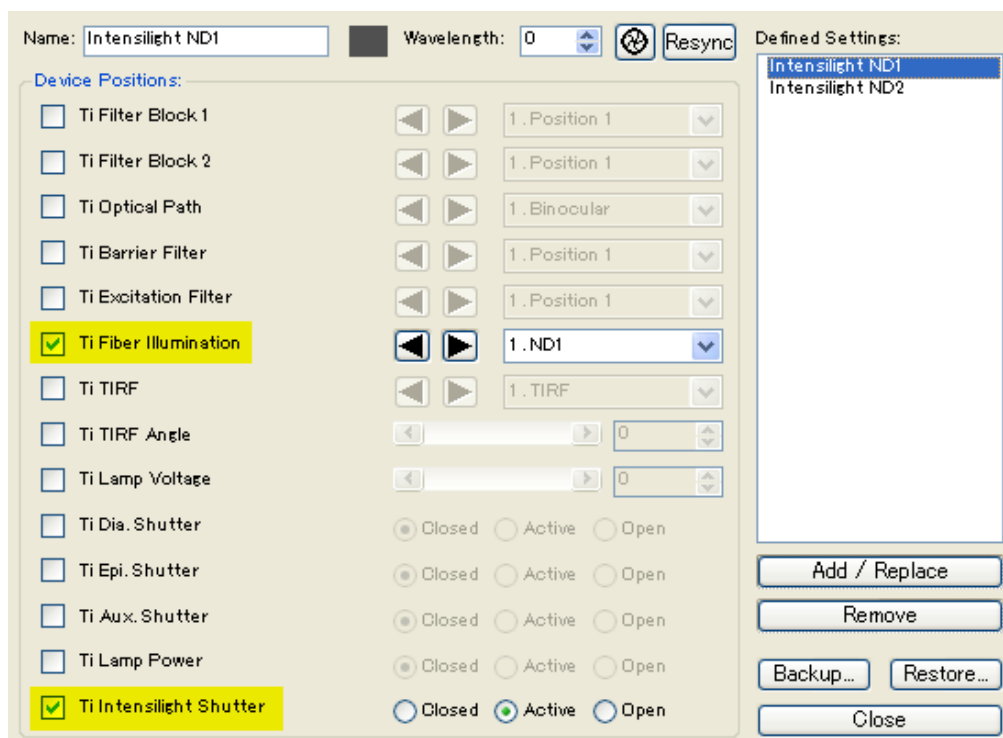 Name: Intensilight ND1 Wavelength: 0 Resync Defined Settings:
Intensilight ND1
Intensilight ND2
Device Positions:
Ti Filter Block 1 1.Position 1
Ti Filter Block 2 1.Position 1
Ti Optical Path 1.Binocular
Ti Barrier Filter 1.Position 1
Ti Excitation Filter 1.Position 1
Ti Fiber Illumination 1.ND1
Ti TIRF 1.TIRF
Ti TIRF Angle 0
Ti Lamp Voltage 0
Ti Dia. Shutter Closed Active Open
Ti Epi. Shutter Closed Active Open
Ti Aux. Shutter Closed Active Open
Ti Lamp Power Closed Active Open
Ti Intensilight Shutter Closed Active Open
Add / Replace
Remove
Backup... Restore...
Close